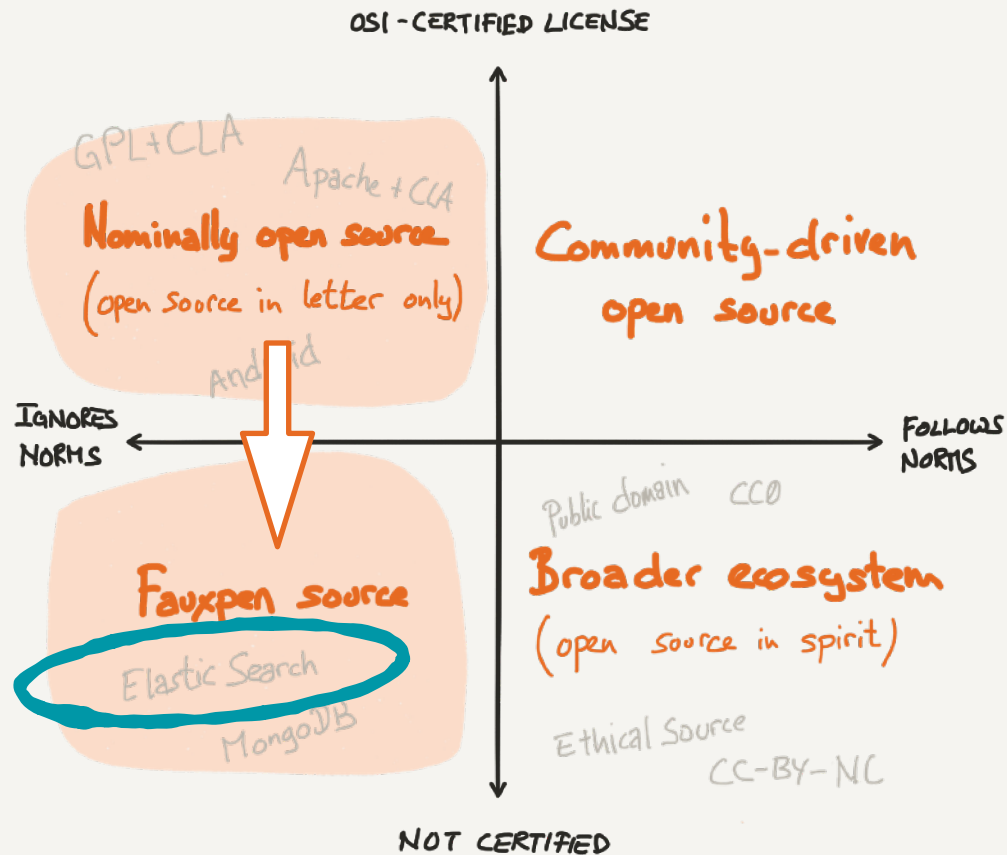 OSI-CERTIFIED LICENSE
GPL+CLA
Apache + CLA
Nominally open source
(open source in letter only)
Android
Community-driven
open source
IGNORES
NORMS
FOLLOWS
NORMS
Fauxpen source
Elastic Search
MongoDB
Public domain
CC0
Broader ecosystem
(open source in spirit)
Ethical Source
CC-BY-NC
NOT CERTIFIED